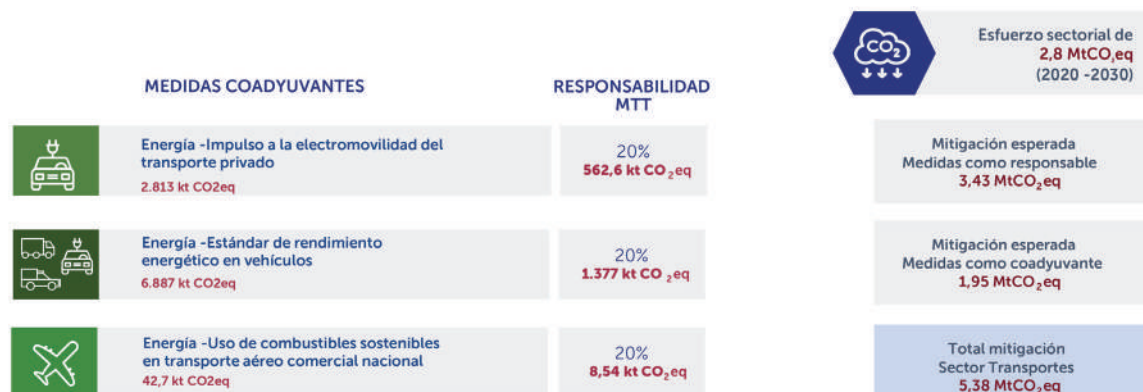 MEDIDAS COADYUVANTES
RESPONSABILIDAD
MTT
Energía -Impulso a la electromovilidad del
transporte privado
2.813 kt CO2eq
20%
562,6 kt CO2eq
Energía -Estándar de rendimiento
energético en vehículos
6.887 kt CO2eq
20%
1.377 kt CO2eq
Energía -Uso de combustibles sostenibles
en transporte aéreo comercial nacional
42,7 kt CO2eq
20%
8,54 kt CO2eq
CO2
Esfuerzo sectorial de
2,8 MtCO2eq
(2020 -2030)
Mitigación esperada
Medidas como responsable
3,43 MtCO2eq
Mitigación esperada
Medidas como coadyuvante
1,95 MtCO2eq
Total mitigación
Sector Transportes
5,38 MtCO2eq